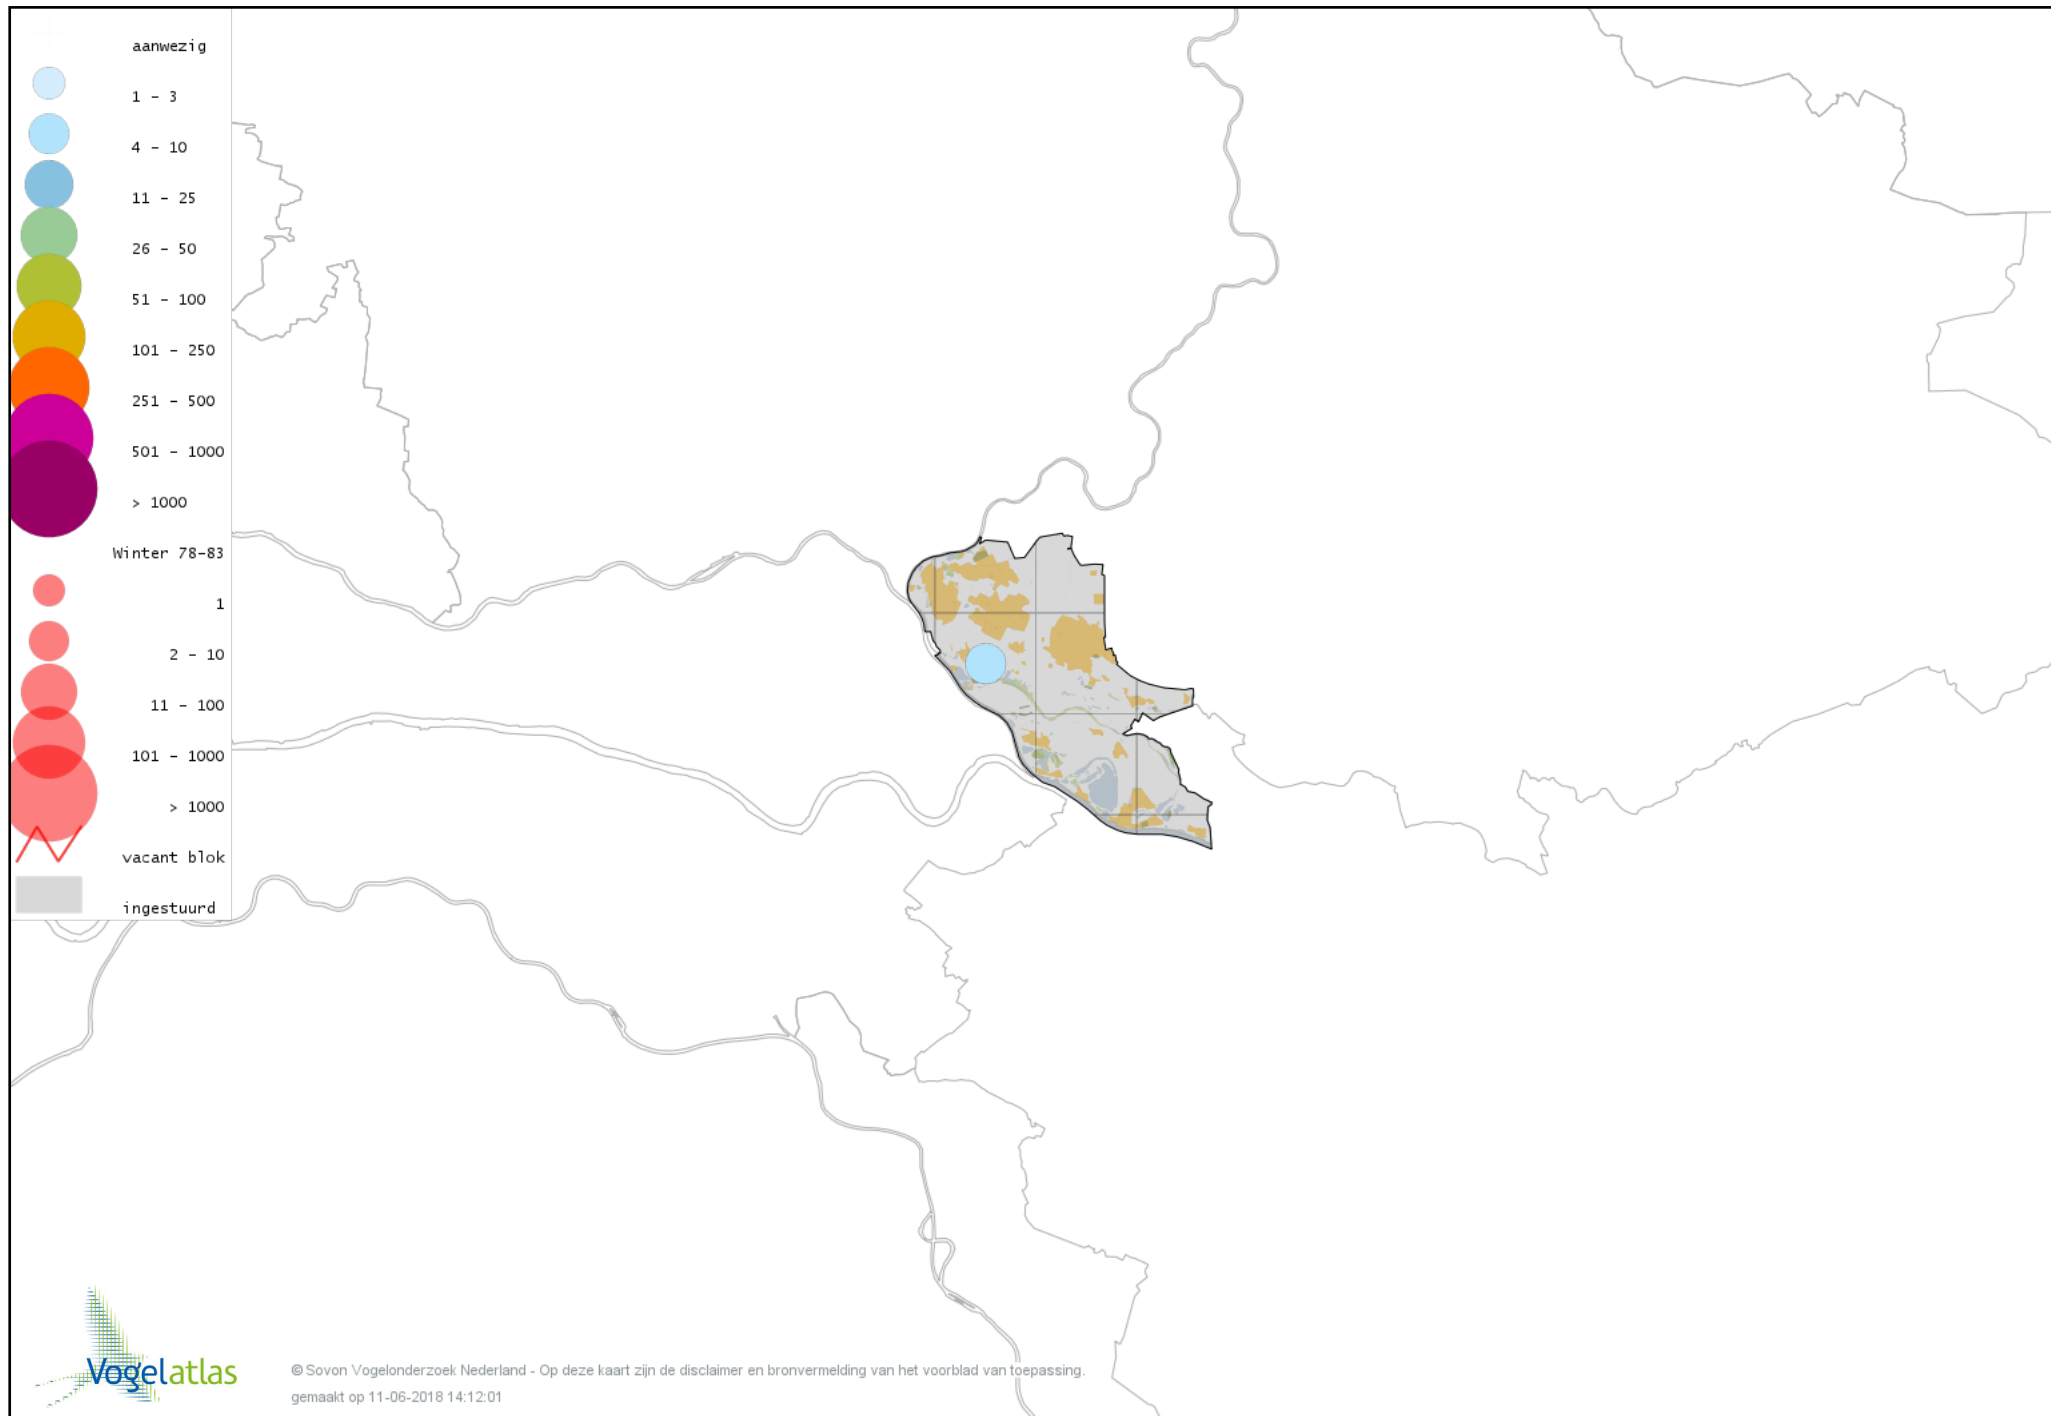 aanwezig
1 - 3
4 - 10
11 - 25
26 - 50
51 - 100
101 - 250
251 - 500
501 - 1000
> 1000
Winter 78-83
1
2 - 10
11 - 100
101 - 1000
> 1000
vacant blok
ingestuurd
Vogelatlas
© Sovon Vogelonderzoek Nederland - Op deze kaart zijn de disclaimer en bronvermelding van het voorblad van toepassing.
gemaakt op 11-06-2018 14:12:01